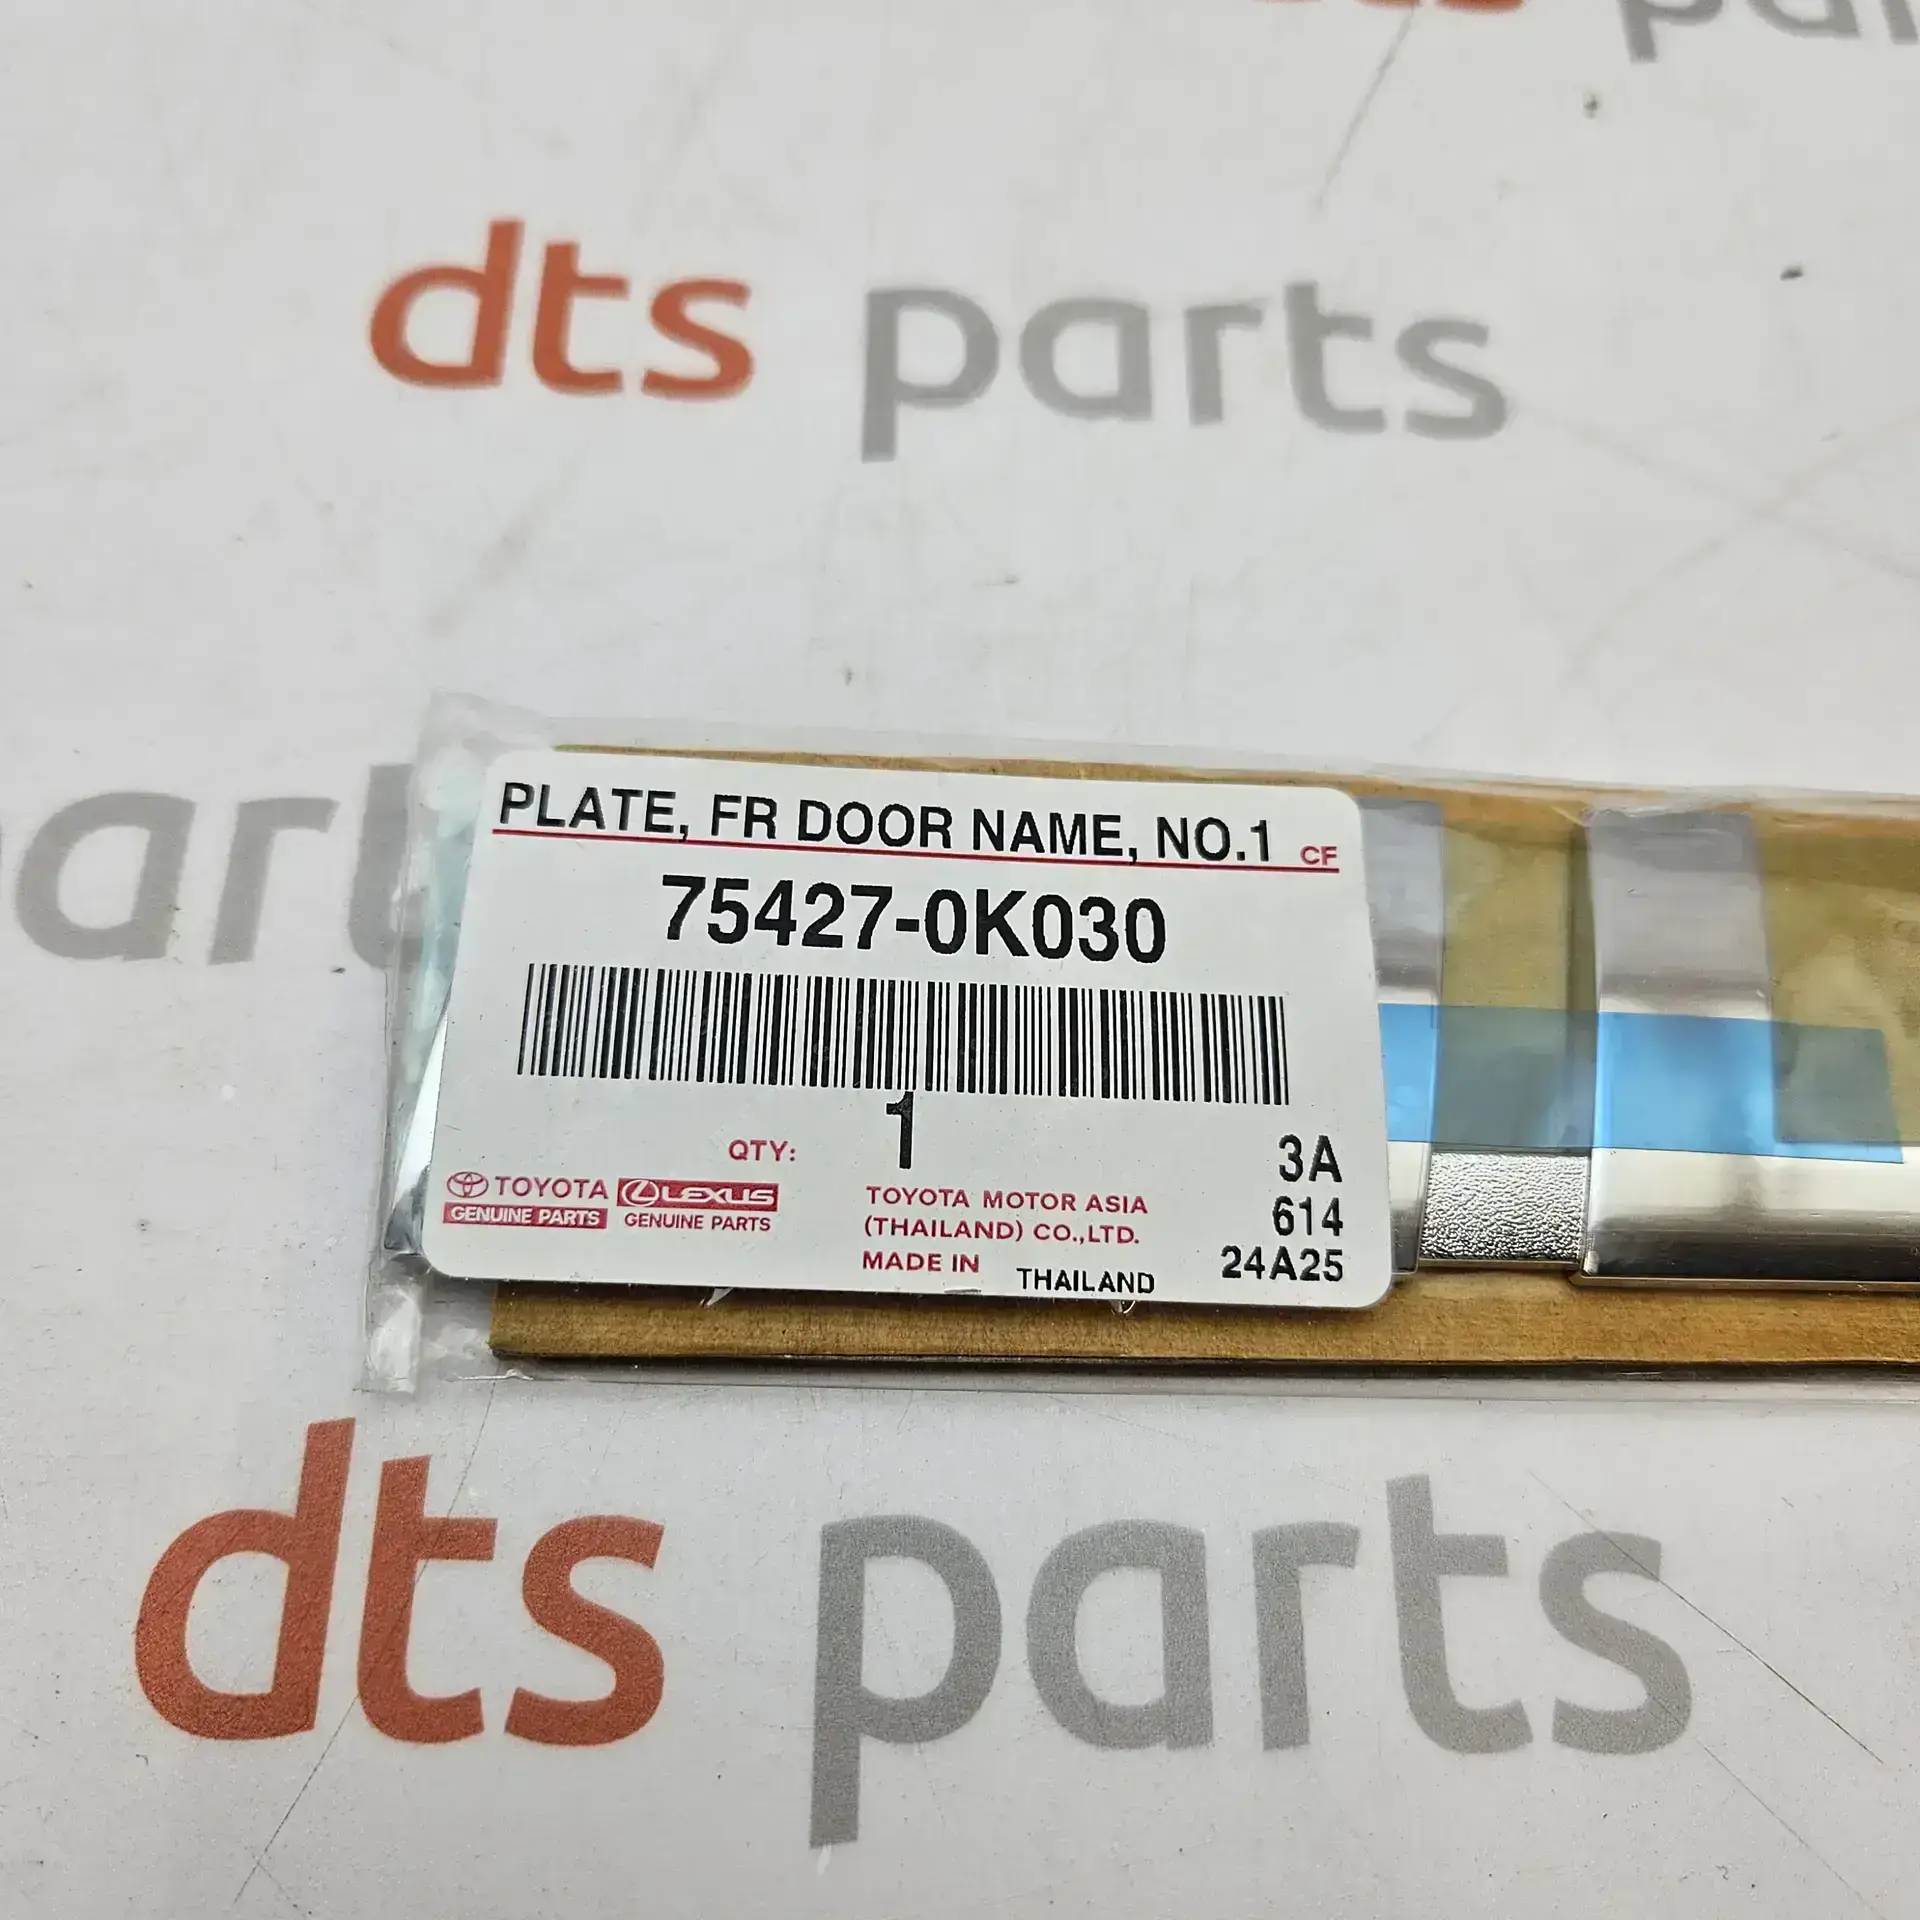 dts parts
PLATE, FR DOOR NAME, NO.1 CF
75427-0K030
QTY: 1
3A
TOYOTA
GENUINE PARTS
LEXUS
GENUINE PARTS
TOYOTA MOTOR ASIA
(THAILAND) CO.,LTD.
MADE IN THAILAND
614
24A25
dts parts